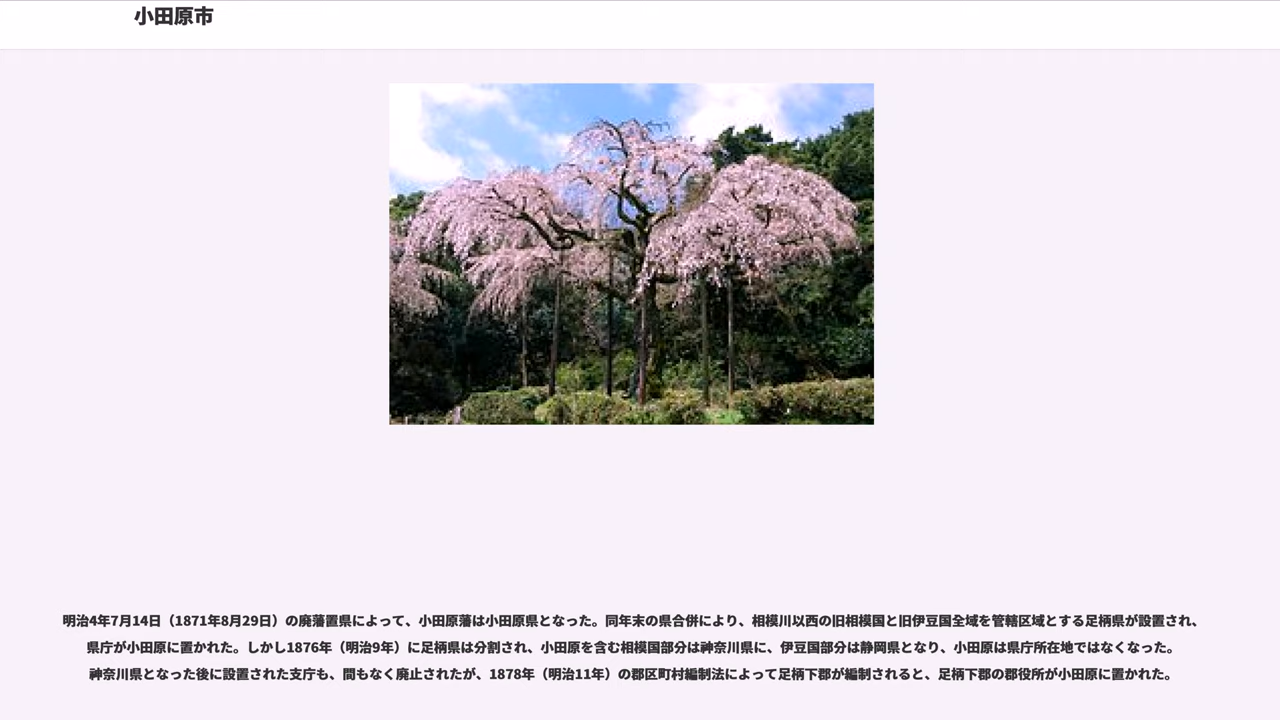 小田原市
明治4年7月14日（1871年8月29日）の廃藩置県によって、小田原藩は小田原県となった。同年末の県合併により、相模川以西の旧相模国と旧伊豆国全域を管轄区域とする足柄県が設置され、
県庁が小田原に置かれた。しかし1876年（明治9年）に足柄県は分割され、小田原を含む相模国部分は神奈川県に、伊豆国部分は静岡県となり、小田原は県庁所在地ではなくなった。
神奈川県となった後に設置された支庁も、間もなく廃止されたが、1878年（明治11年）の郡区町村編制法によって足柄下郡が編制されると、足柄下郡の郡役所が小田原に置かれた。